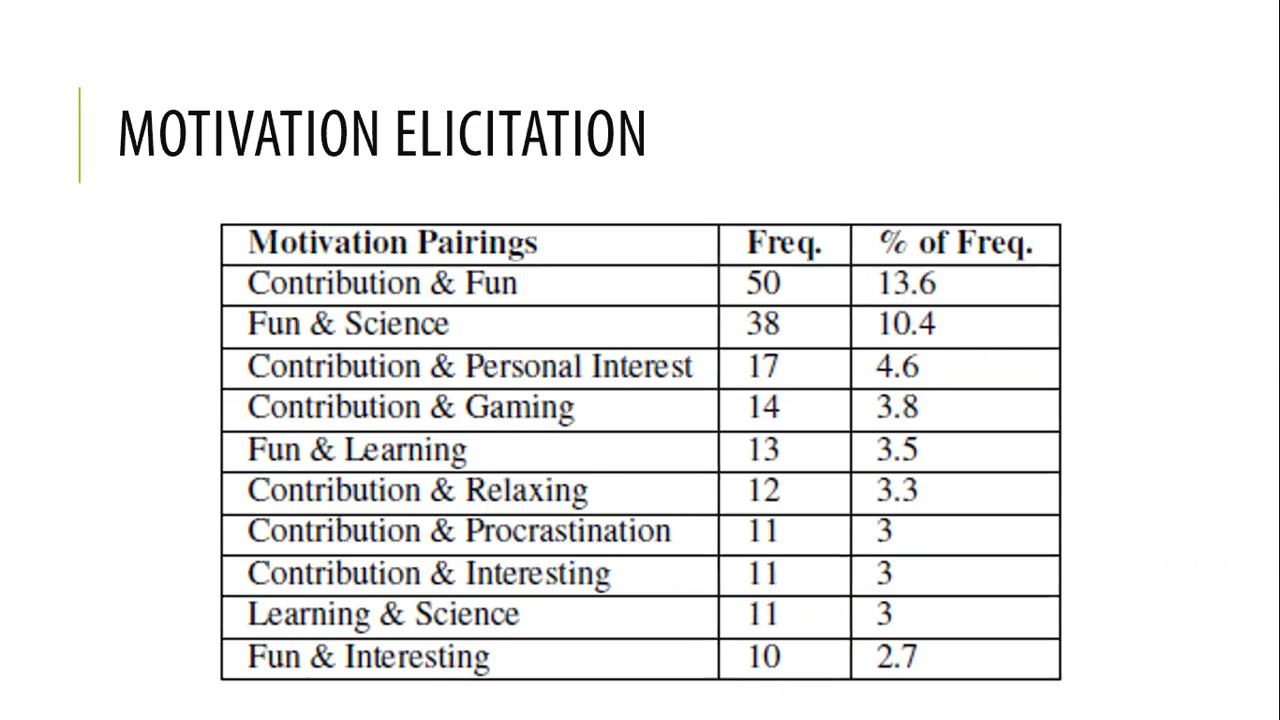 MOTIVATION ELICITATION
Motivation Pairings Freq. % of Freq.
Contribution & Fun 50 13.6
Fun & Science 38 10.4
Contribution & Personal Interest 17 4.6
Contribution & Gaming 14 3.8
Fun & Learning 13 3.5
Contribution & Relaxing 12 3.3
Contribution & Procrastination 11 3
Contribution & Interesting 11 3
Learning & Science 11 3
Fun & Interesting 10 2.7